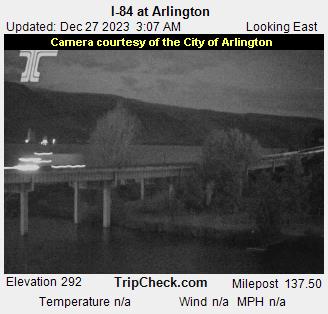 I-84 at Arlington
Updated: Dec 27 2023 3:07 AM Looking East
Camera courtesy of the City of Arlington
Elevation 292 TripCheck.com Milepost 137.50
Temperature n/a Wind n/a MPH n/a